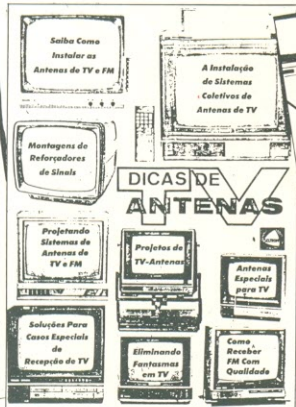 Saiba Como
Instalar as
Antenas de TV e FM
A Instalação
de Sistemas
Coletivos de
Antenas de TV
Montagens de
Reforçadores
de Sinais
DICAS DE
TV
ANTENAS
Projetando
Sistemas de
Antenas de
TV e FM
Projetos de
TV-Antenas
Antenas
Especiais
para TV
Soluções Para
Casos Especiais
de
Recepção de TV
Eliminando
Fantasmas
em TV
Como
Receber
FM Com
Qualidade